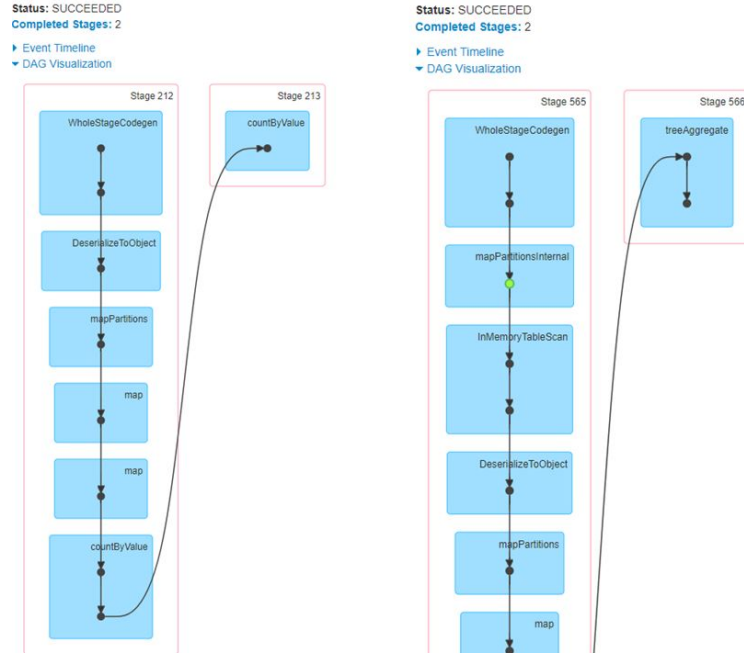 Status: SUCCEEDED
Completed Stages: 2
Event Timeline
DAG Visualization
Stage 212
WholeStageCodegen
DeserializeToObject
mapPartitions
map
map
countByValue
Stage 213
countByValue
Status: SUCCEEDED
Completed Stages: 2
Event Timeline
DAG Visualization
Stage 565
WholeStageCodegen
mapPartitionsInternal
InMemoryTableScan
DeserializeToObject
mapPartitions
map
Stage 566
treeAggregate